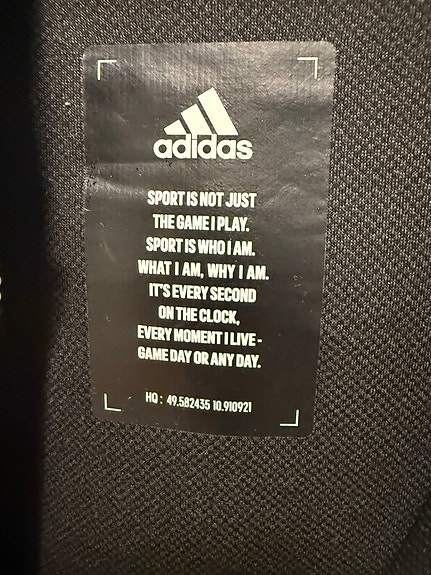 adidas
SPORT IS NOT JUST
THE GAME I PLAY.
SPORT IS WHO I AM.
WHAT I AM, WHY I AM.
IT'S EVERY SECOND
ON THE CLOCK,
EVERY MOMENT I LIVE -
GAME DAY OR ANY DAY.
HQ : 49.582435 10.910921